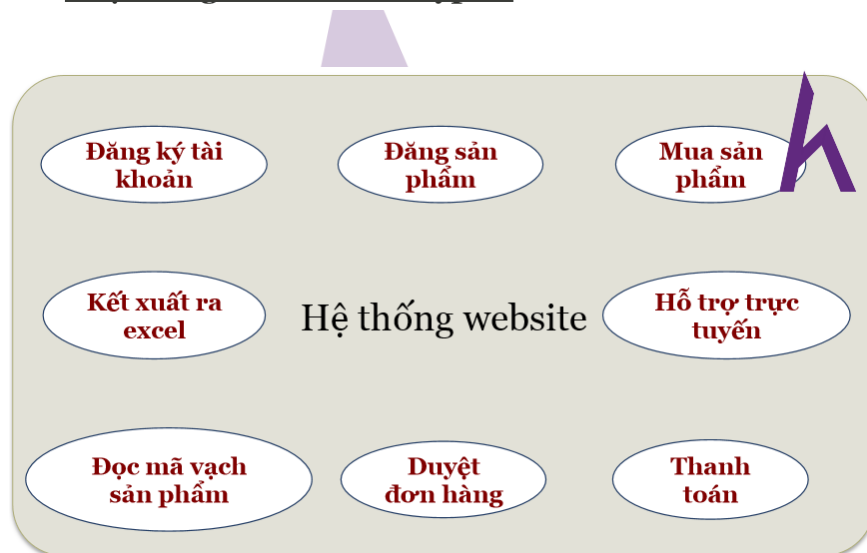 Đăng ký tài
khoản
Đăng sản
phẩm
Mua sản
phẩm
Kết xuất ra
excel
Hệ thống website
Hỗ trợ trực
tuyến
Đọc mã vạch
sản phẩm
Duyệt
đơn hàng
Thanh
toán